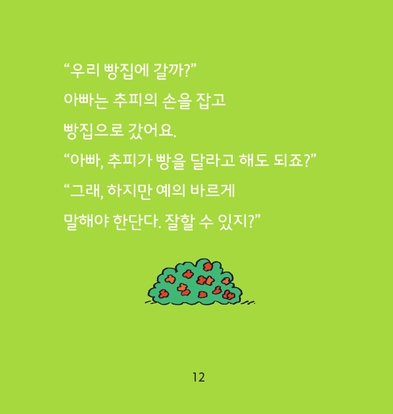 “우리 빵집에 갈까?”
아빠는 추피의 손을 잡고
빵집으로 갔어요.
“아빠, 추피가 빵을 달라고 해도 되죠?”
“그래, 하지만 예의 바르게
말해야 한단다. 잘할 수 있지?”
12